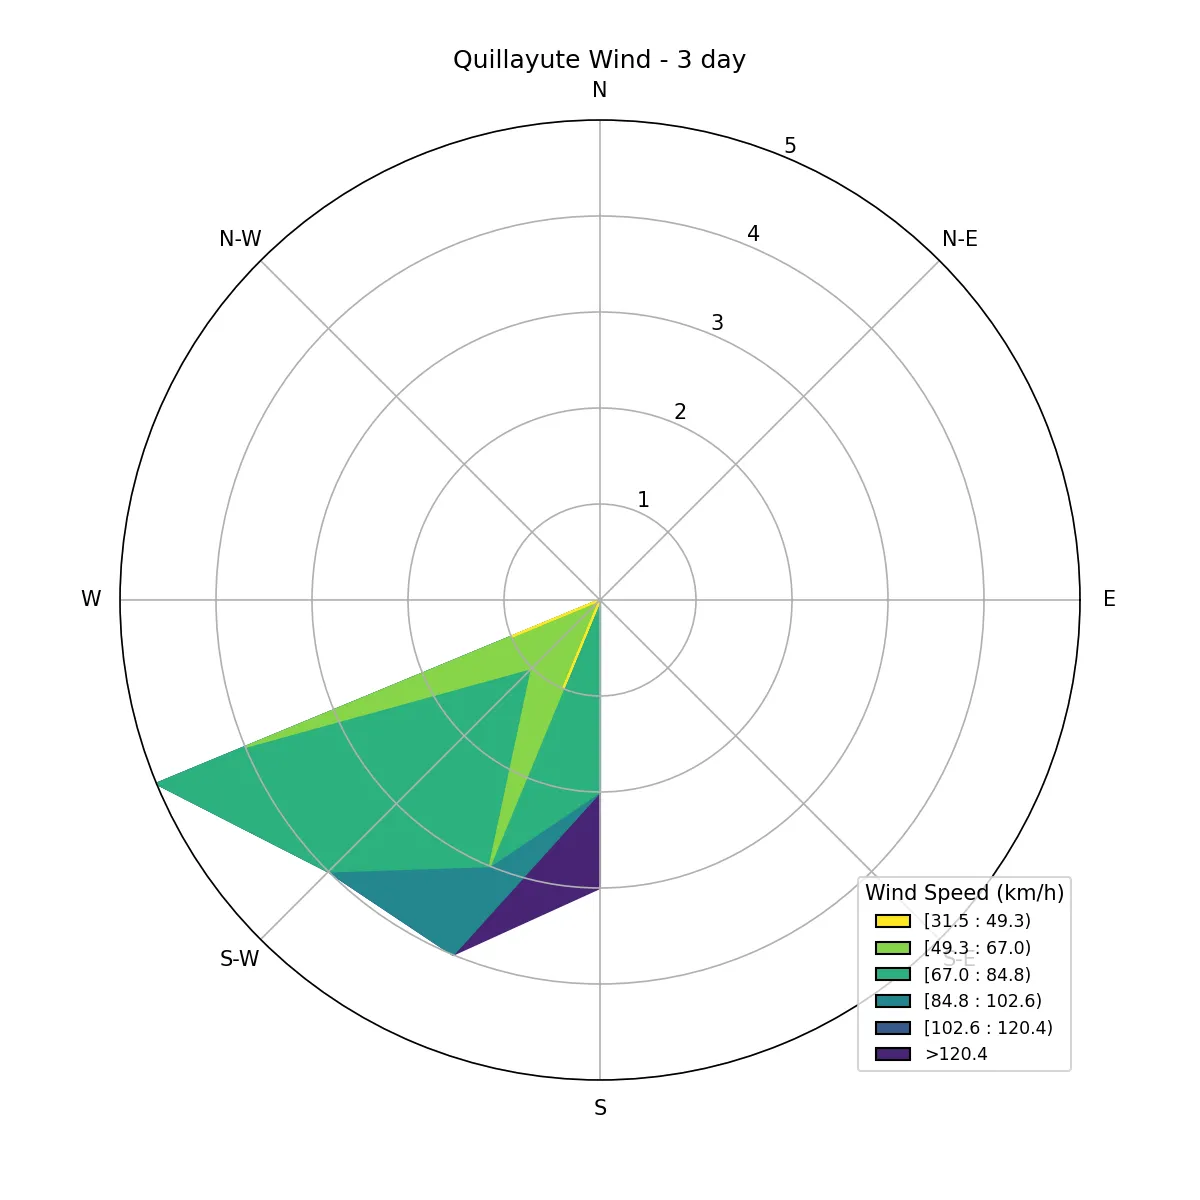 Quillayute Wind - 3 day
N
5
N-W
4
N-E
3
2
1
W
E
Wind Speed (km/h)
[31.5 : 49.3)
[49.3 : 67.0)
S-W
S-E
[67.0 : 84.8)
[84.8 : 102.6)
[102.6 : 120.4)
>120.4
S